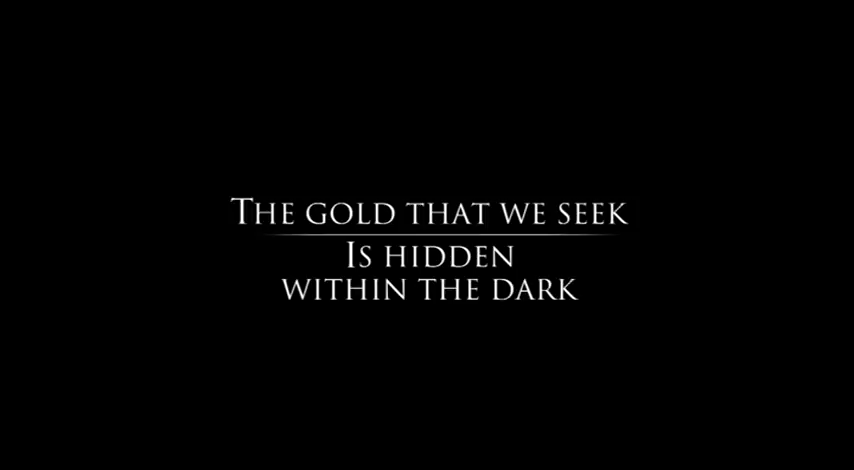 The gold that we seek
Is hidden
within the dark